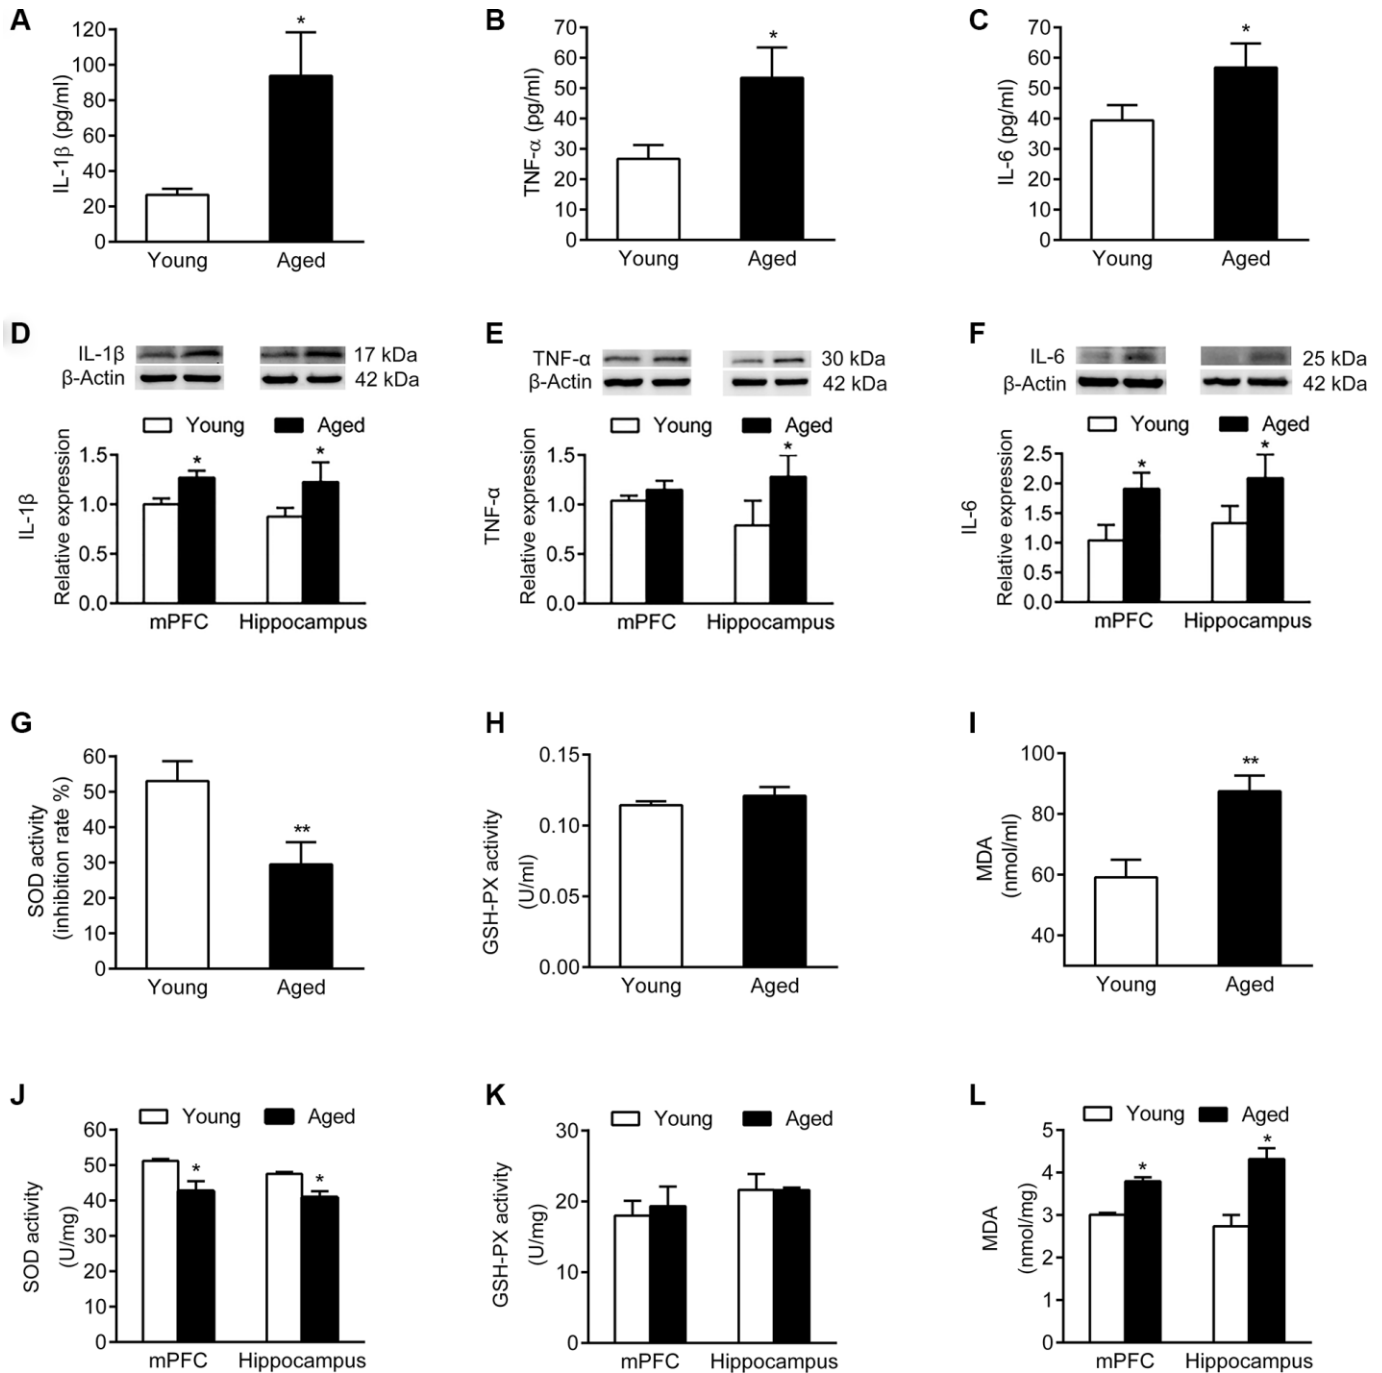 A
IL-1β (pg/ml)
120
100
80
60
40
20
0
*
Young
Aged
B
TNF-α (pg/ml)
70
60
50
40
30
20
10
0
*
Young
Aged
C
IL-6 (pg/ml)
70
60
50
40
30
20
10
0
*
Young
Aged
D
IL-1β
17 kDa
β-Actin
42 kDa
Young
Aged
IL-1β
Relative expression
1.5
1.0
0.5
0.0
*
*
mPFC
Hippocampus
E
TNF-α
30 kDa
β-Actin
42 kDa
Young
Aged
TNF-α
Relative expression
1.5
1.0
0.5
0.0
*
mPFC
Hippocampus
F
IL-6
25 kDa
β-Actin
42 kDa
Young
Aged
IL-6
Relative expression
2.5
2.0
1.5
1.0
0.5
0.0
*
*
mPFC
Hippocampus
G
SOD activity
(inhibition rate %)
60
50
40
30
20
10
0
**
Young
Aged
H
GSH-PX activity
(U/ml)
0.15
0.10
0.05
0.00
Young
Aged
I
MDA
(nmol/ml)
100
80
60
40
**
Young
Aged
J
Young
Aged
SOD activity
(U/mg)
60
50
40
30
20
10
0
*
*
mPFC
Hippocampus
K
Young
Aged
GSH-PX activity
(U/mg)
30
20
10
0
mPFC
Hippocampus
L
Young
Aged
MDA
(nmol/mg)
5
4
3
2
1
0
*
*
mPFC
Hippocampus